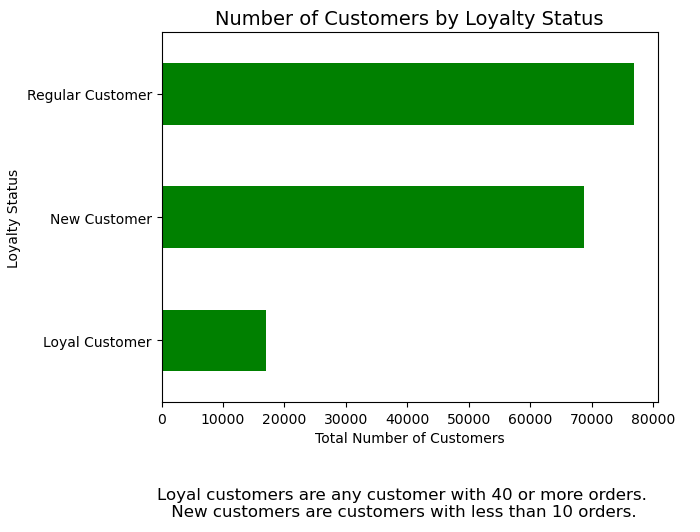 Number of Customers by Loyalty Status
Regular Customer
New Customer
Loyal Customer
Loyalty Status
0 10000 20000 30000 40000 50000 60000 70000 80000
Total Number of Customers
Loyal customers are any customer with 40 or more orders.
New customers are customers with less than 10 orders.